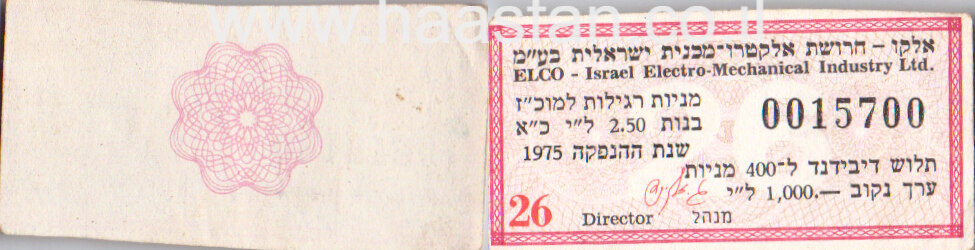 www.haastan.co.il
אלקו – חרושת אלקטרו־מכנית ישראלית בע״מ
ELCO - Israel Electro-Mechanical Industry Ltd.
מניות רגילות למוכ״ז
בנות 2.50 ל״י כ״א
שנת ההנפקה 1975
0015700
תלוש דיבידנד ל־400 מניות
ערך נקוב –.1,000 ל״י
26
Director מנהל